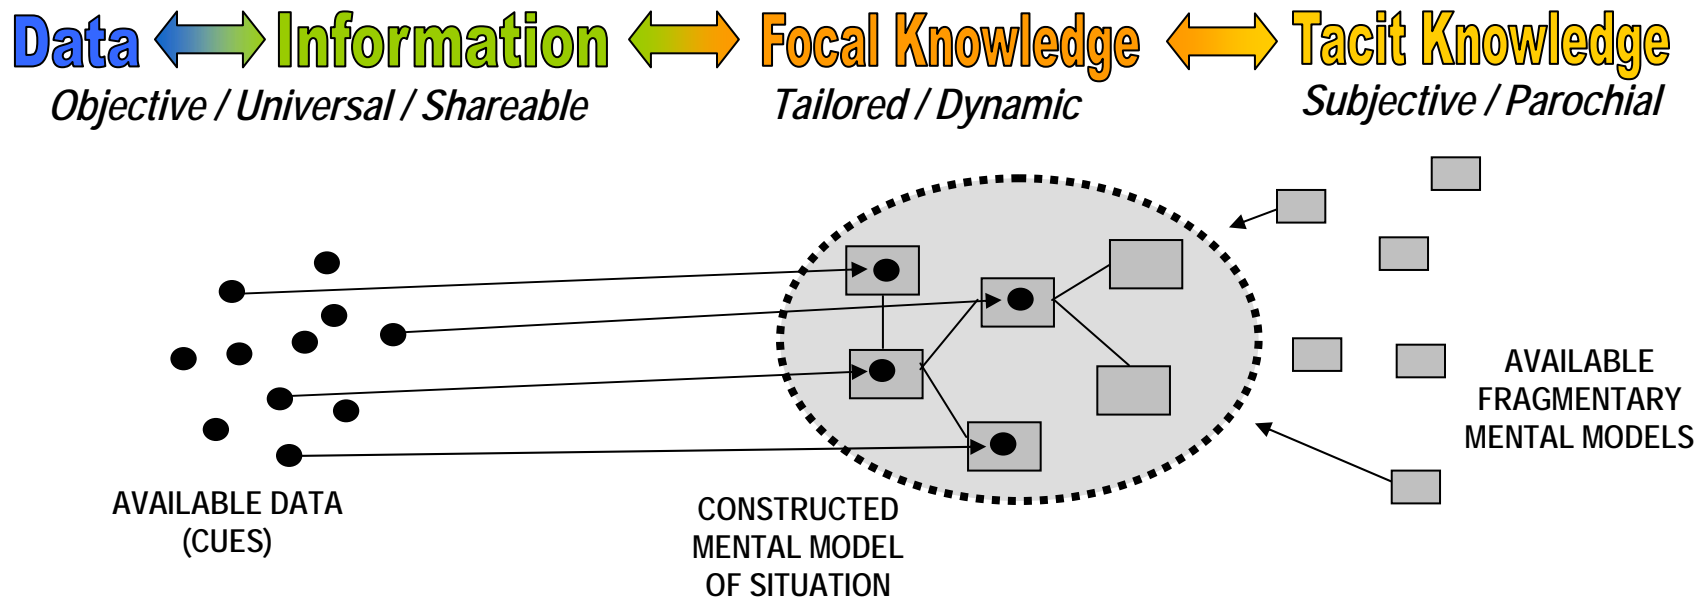 Data Information Focal Knowledge Tacit Knowledge
Objective / Universal / Shareable Tailored / Dynamic Subjective / Parochial
AVAILABLE
FRAGMENTARY
MENTAL MODELS
AVAILABLE DATA
(CUES)
CONSTRUCTED
MENTAL MODEL
OF SITUATION